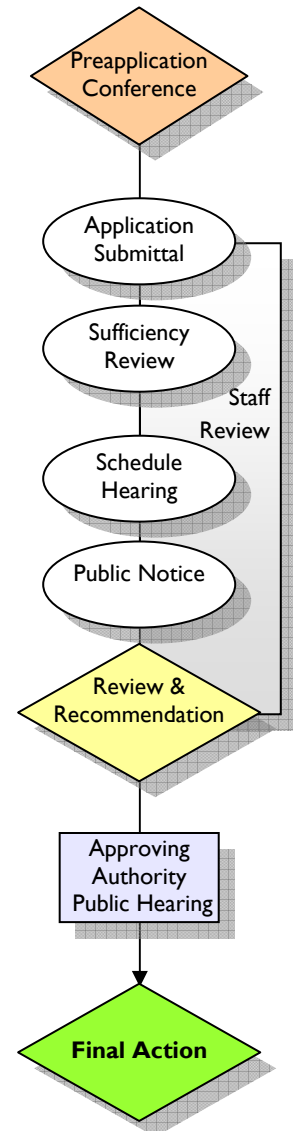 Preapplication
Conference
Application
Submittal
Sufficiency
Review
Staff
Review
Schedule
Hearing
Public Notice
Review &
Recommendation
Approving
Authority
Public Hearing
Final Action